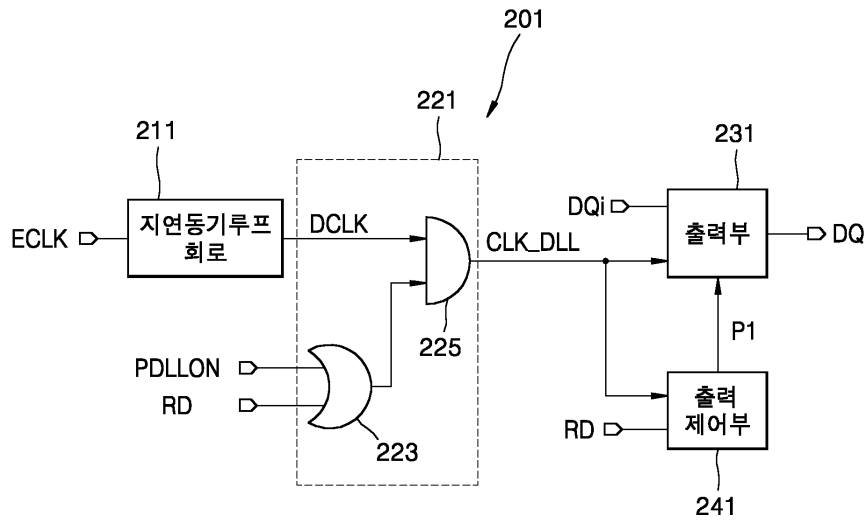 201
221
211
231
ECLK
지연동기루프
회로
DCLK
CLK_DLL
DQi
출력부
DQ
225
P1
PDLLON
RD
223
RD
출력
제어부
241